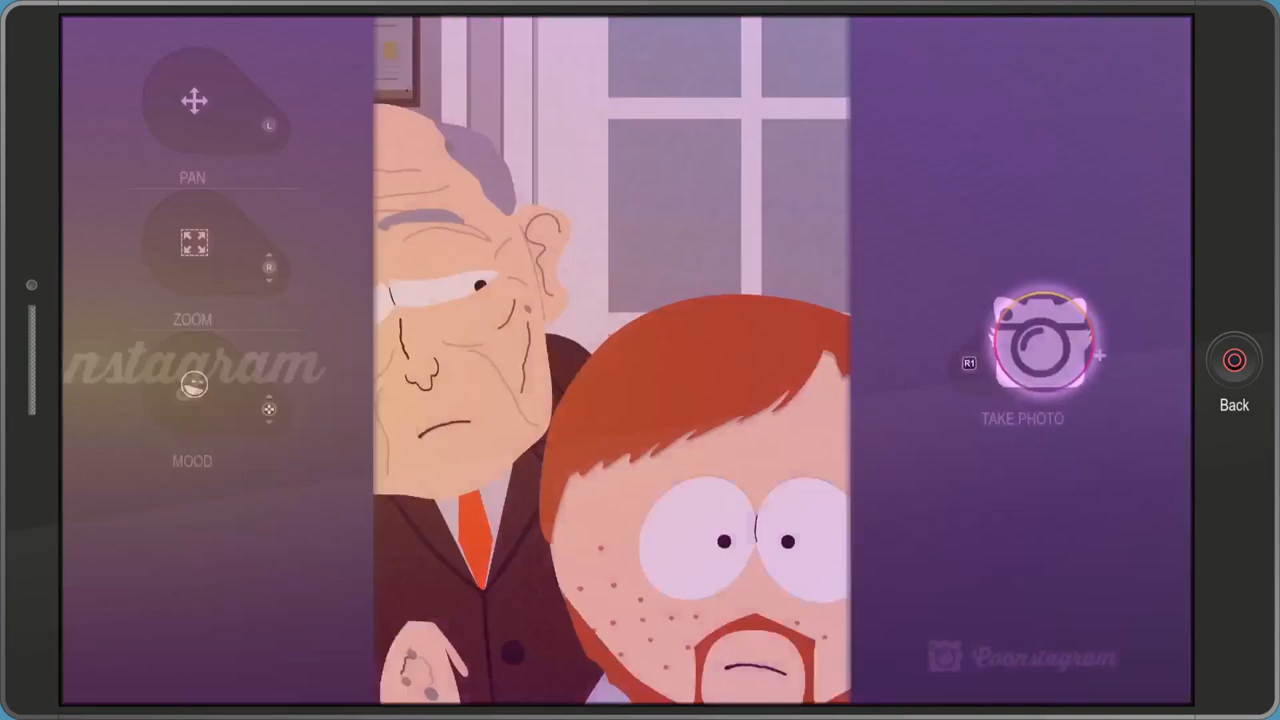 L
PAN
R
ZOOM
nstagram
MOOD
R1
TAKE PHOTO
Back
Coonstagram